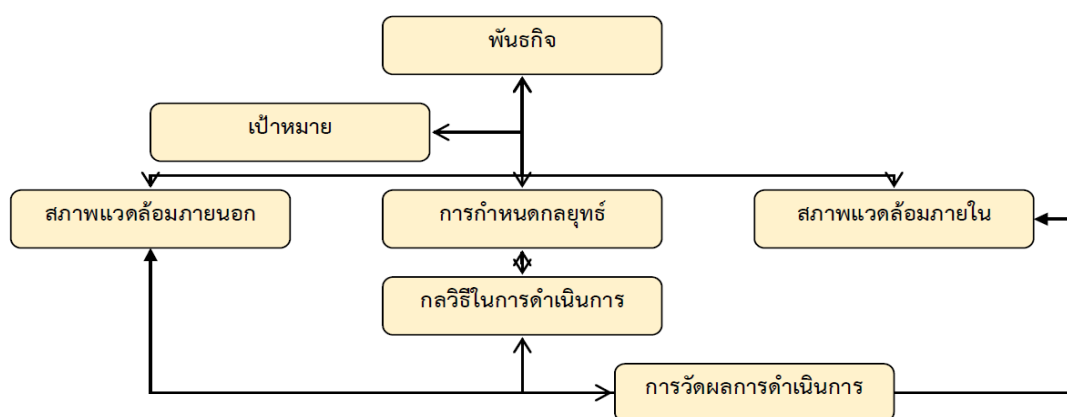 พันธกิจ
เป้าหมาย
สภาพแวดล้อมภายนอก
การกำหนดกลยุทธ์
สภาพแวดล้อมภายใน
กลวิธีในการดำเนินการ
การวัดผลการดำเนินการ